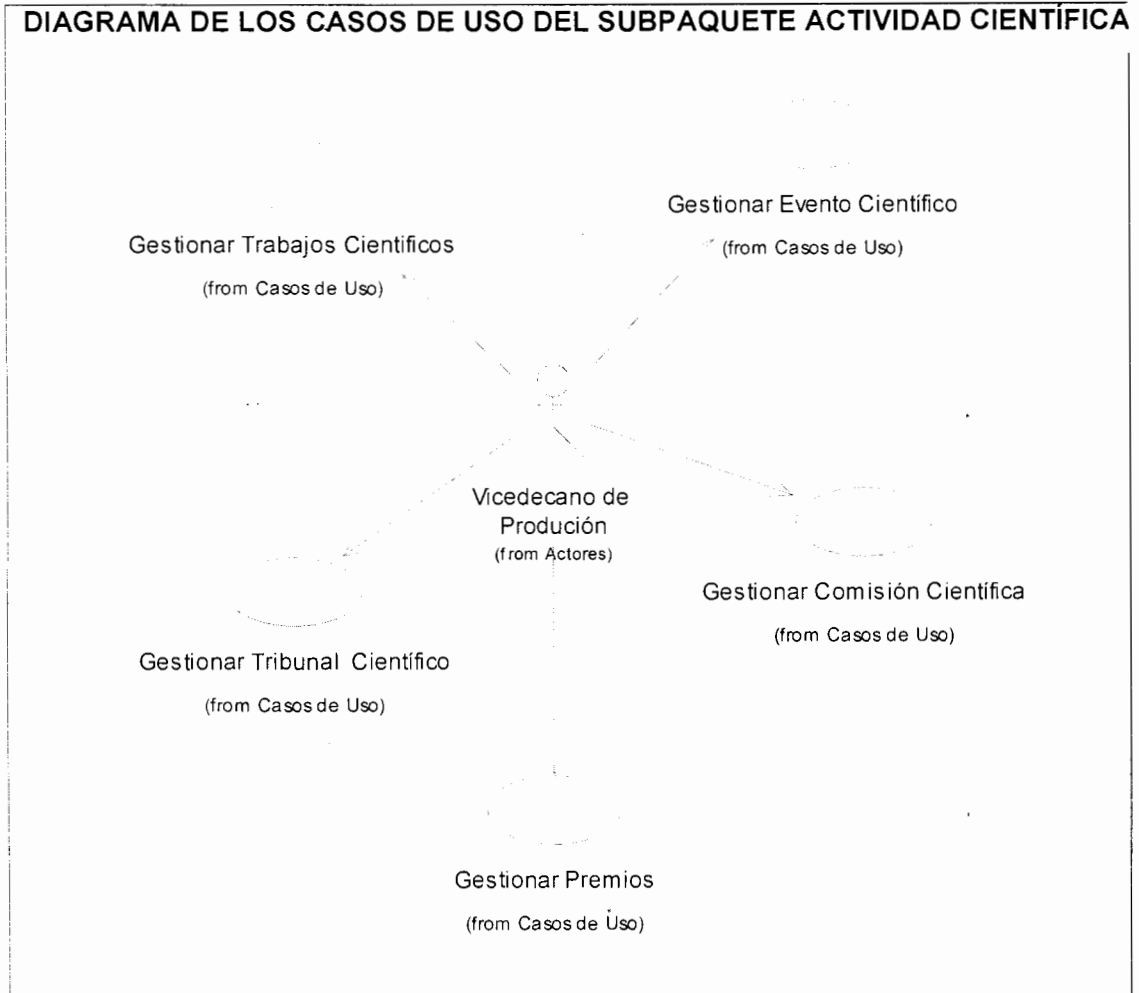 DIAGRAMA DE LOS CASOS DE USO DEL SUBPAQUETE ACTIVIDAD CIENTÍFICA
Gestionar Evento Científico
(from Casos de Uso)
Gestionar Trabajos Cientificos
(from Casos de Uso)
Vicedecano de
Produción
(from Actores)
Gestionar Comisión Científica
(from Casos de Uso)
Gestionar Tribunal Científico
(from Casos de Uso)
Gestionar Premios
(from Casos de Uso)